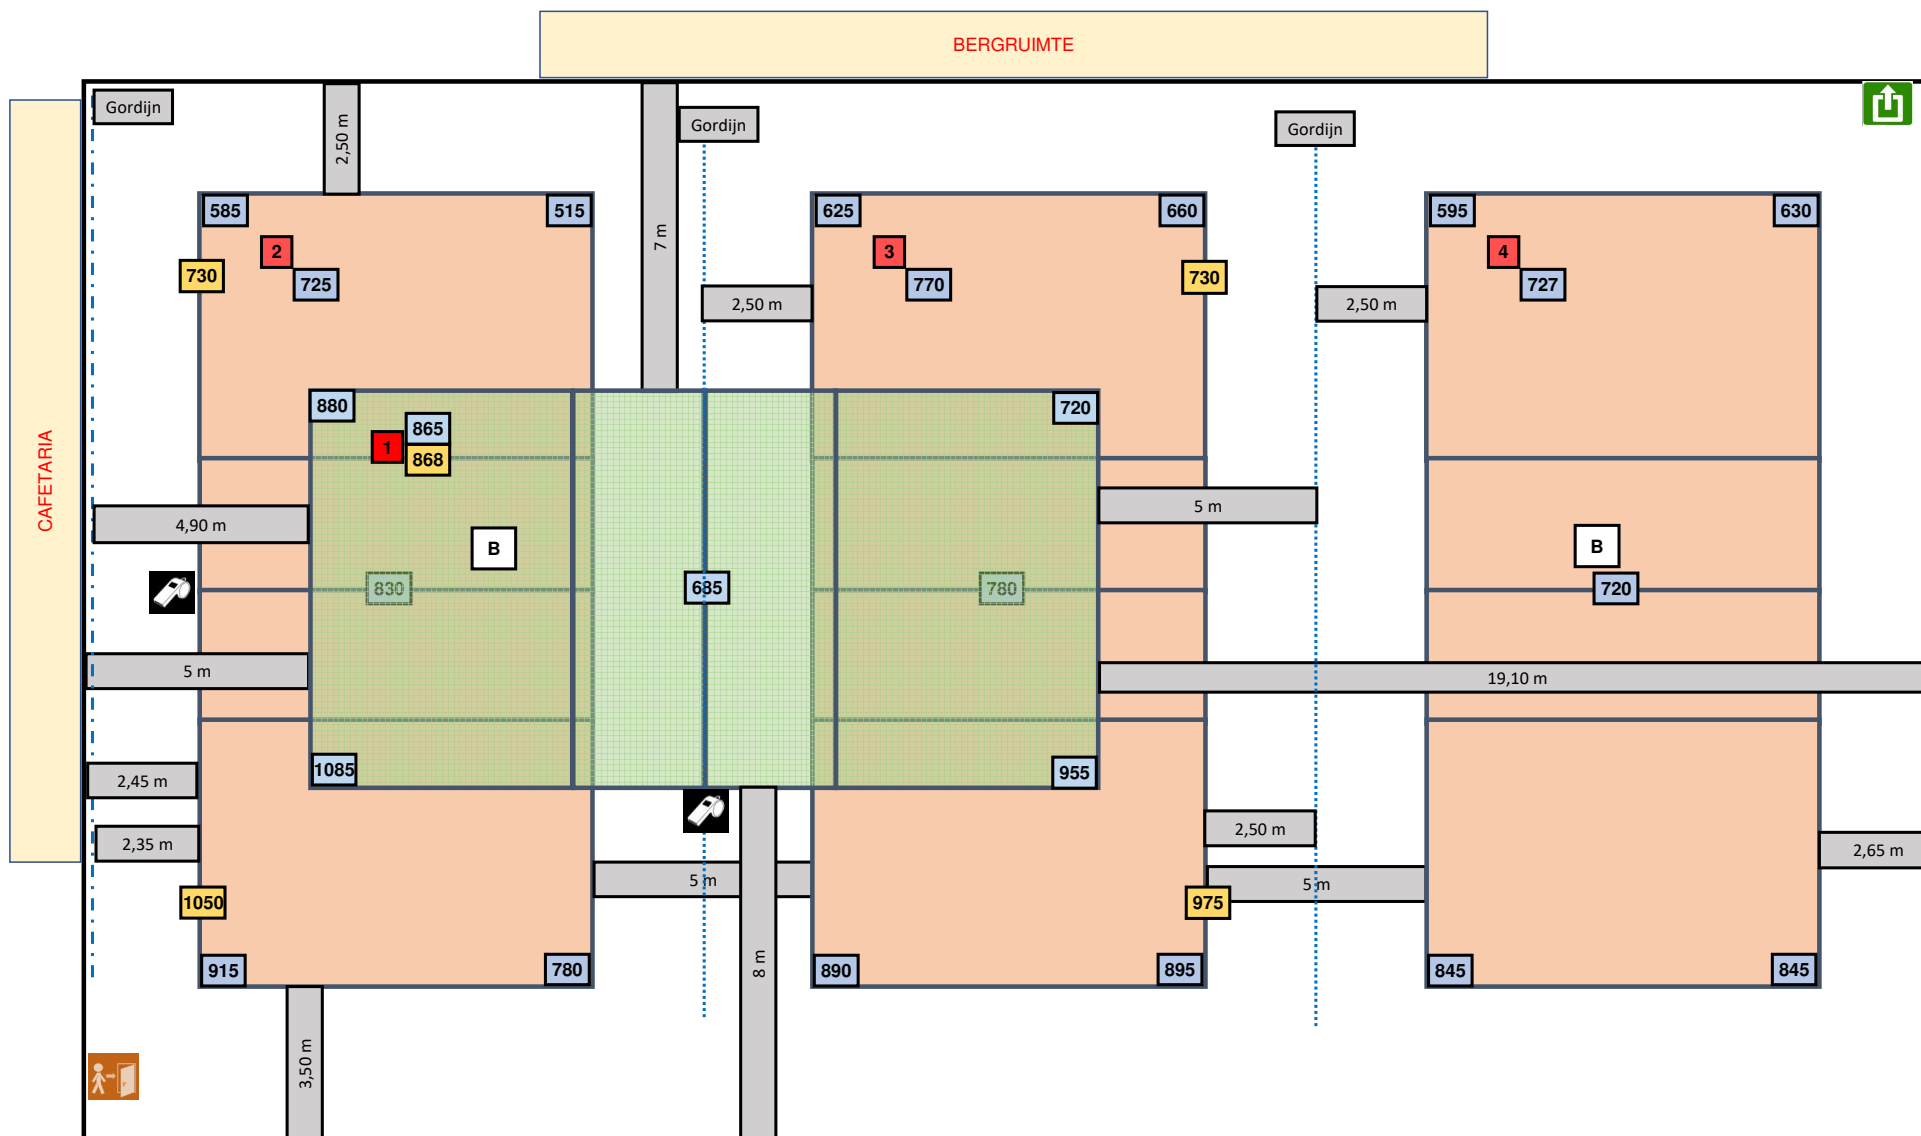 BERGRUIMTE
CAFETARIA
Gordijn
2,50 m
7 m
Gordijn
Gordijn
585
515
625
660
595
630
2
3
4
730
725
770
730
727
2,50 m
2,50 m
880
720
1
865
868
4,90 m
5 m
B
B
830
685
780
720
5 m
19,10 m
1085
955
2,45 m
2,35 m
2,50 m
2,65 m
5 m
5 m
1050
975
915
780
890
895
845
845
8 m
3,50 m